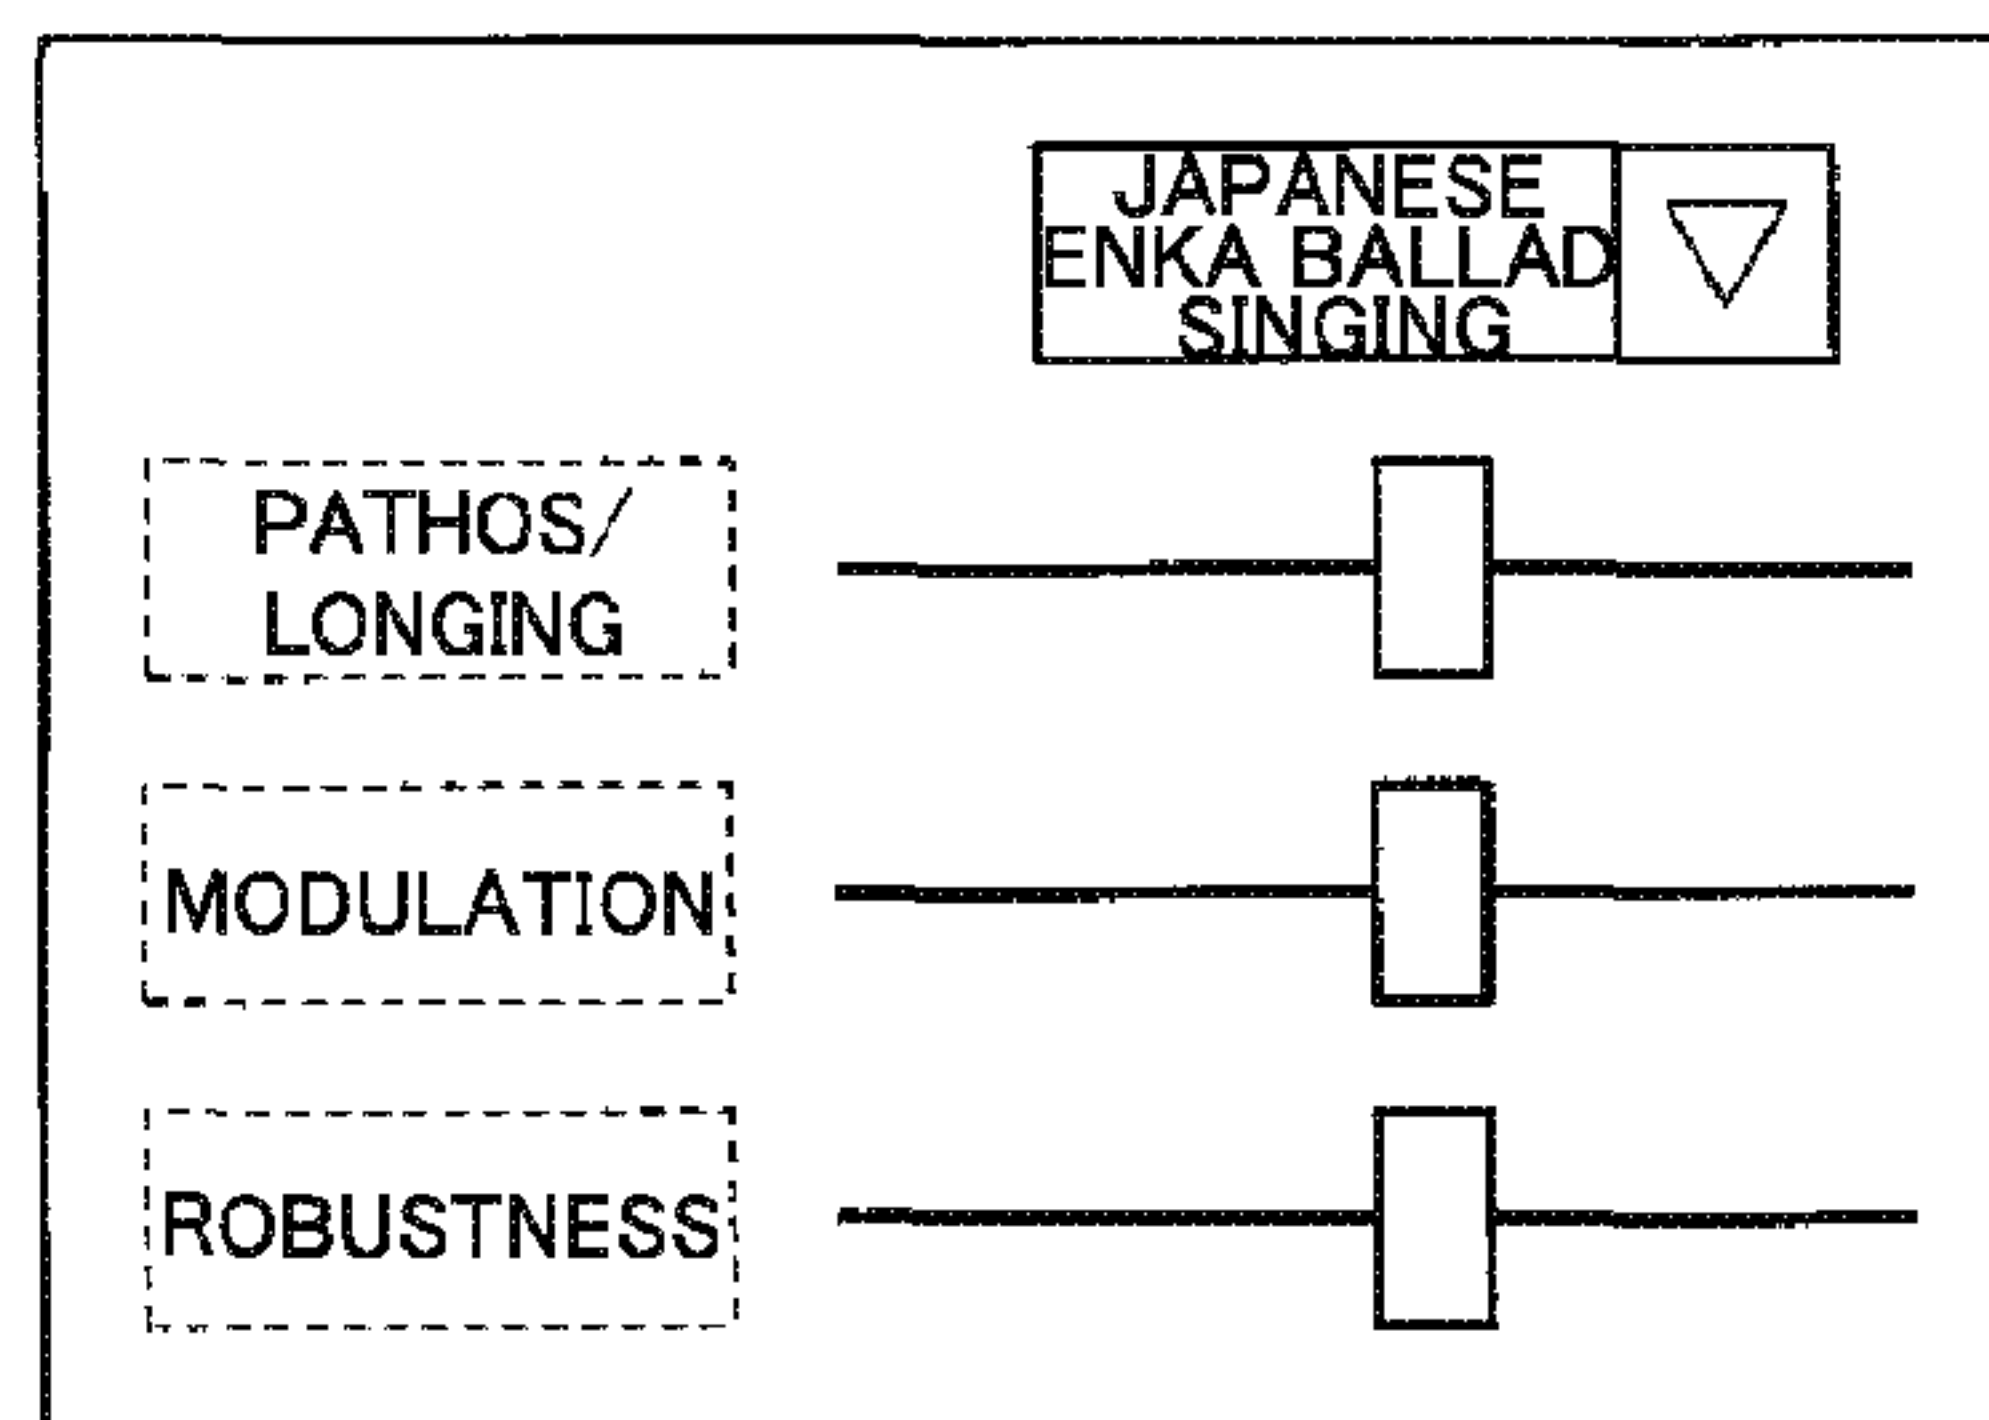 JAPANESE
ENKA BALLAD
SINGING
PATHOS/
LONGING
MODULATION
ROBUSTNESS